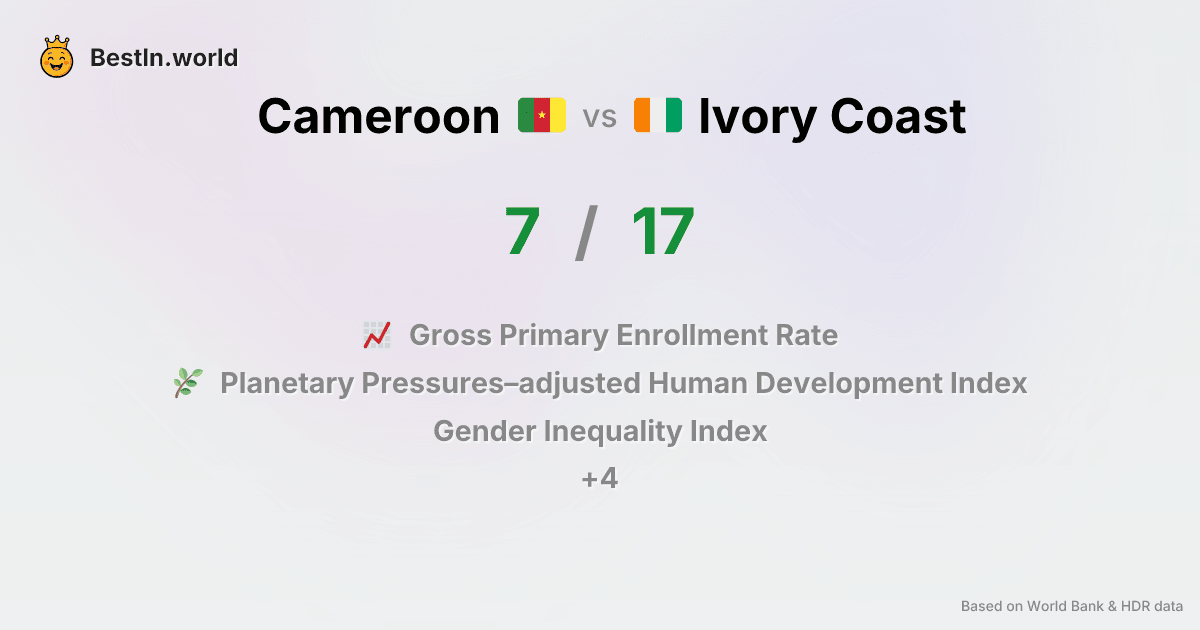 BestIn.world
Cameroon vs Ivory Coast
7 / 17
Gross Primary Enrollment Rate
Planetary Pressures–adjusted Human Development Index
Gender Inequality Index
+4
Based on World Bank & HDR data